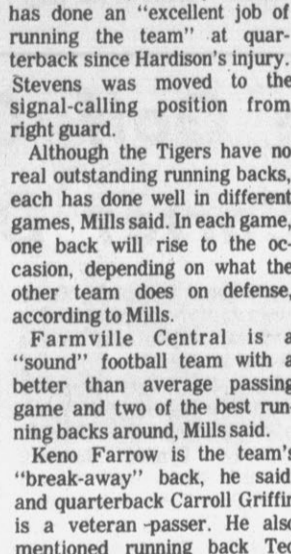 has done an “excellent job of
running the team” at quar-
terback since Hardison's injury.
Stevens was moved to the
signal-calling position from
right guard.
Although the Tigers have no
real outstanding running backs,
each has done well in different
games, Mills said. In each game,
one back will rise to the oc-
casion, depending on what the
other team does on defense,
according to Mills.
Farmville Central is a
“sound” football team with a
better than average passing
game and two of the best run-
ning backs around, Mills said.
Keno Farrow is the team's
“break-away” back, he said
and quarterback Carroll Griffin
is a veteran -passer. He also
mentioned running back